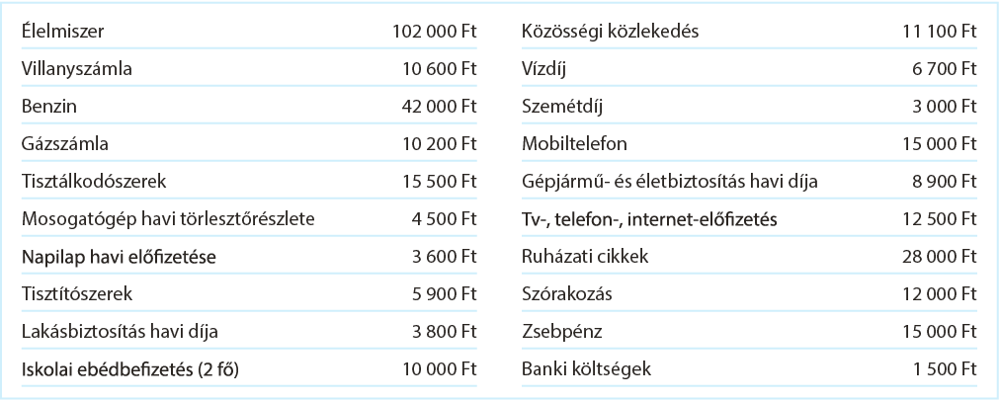 Élelmiszer 102 000 Ft
Villanyszámla 10 600 Ft
Benzin 42 000 Ft
Gázszámla 10 200 Ft
Tisztálkodószerek 15 500 Ft
Mosogatógép havi törlesztőrészlete 4 500 Ft
Napilap havi előfizetése 3 600 Ft
Tisztítószerek 5 900 Ft
Lakásbiztosítás havi díja 3 800 Ft
Iskolai ebédbefizetés (2 fő) 10 000 Ft
Közösségi közlekedés 11 100 Ft
Vízdíj 6 700 Ft
Szemétdíj 3 000 Ft
Mobiltelefon 15 000 Ft
Gépjármű- és életbiztosítás havi díja 8 900 Ft
Tv-, telefon-, internet-előfizetés 12 500 Ft
Ruházati cikkek 28 000 Ft
Szórakozás 12 000 Ft
Zsebpénz 15 000 Ft
Banki költségek 1 500 Ft